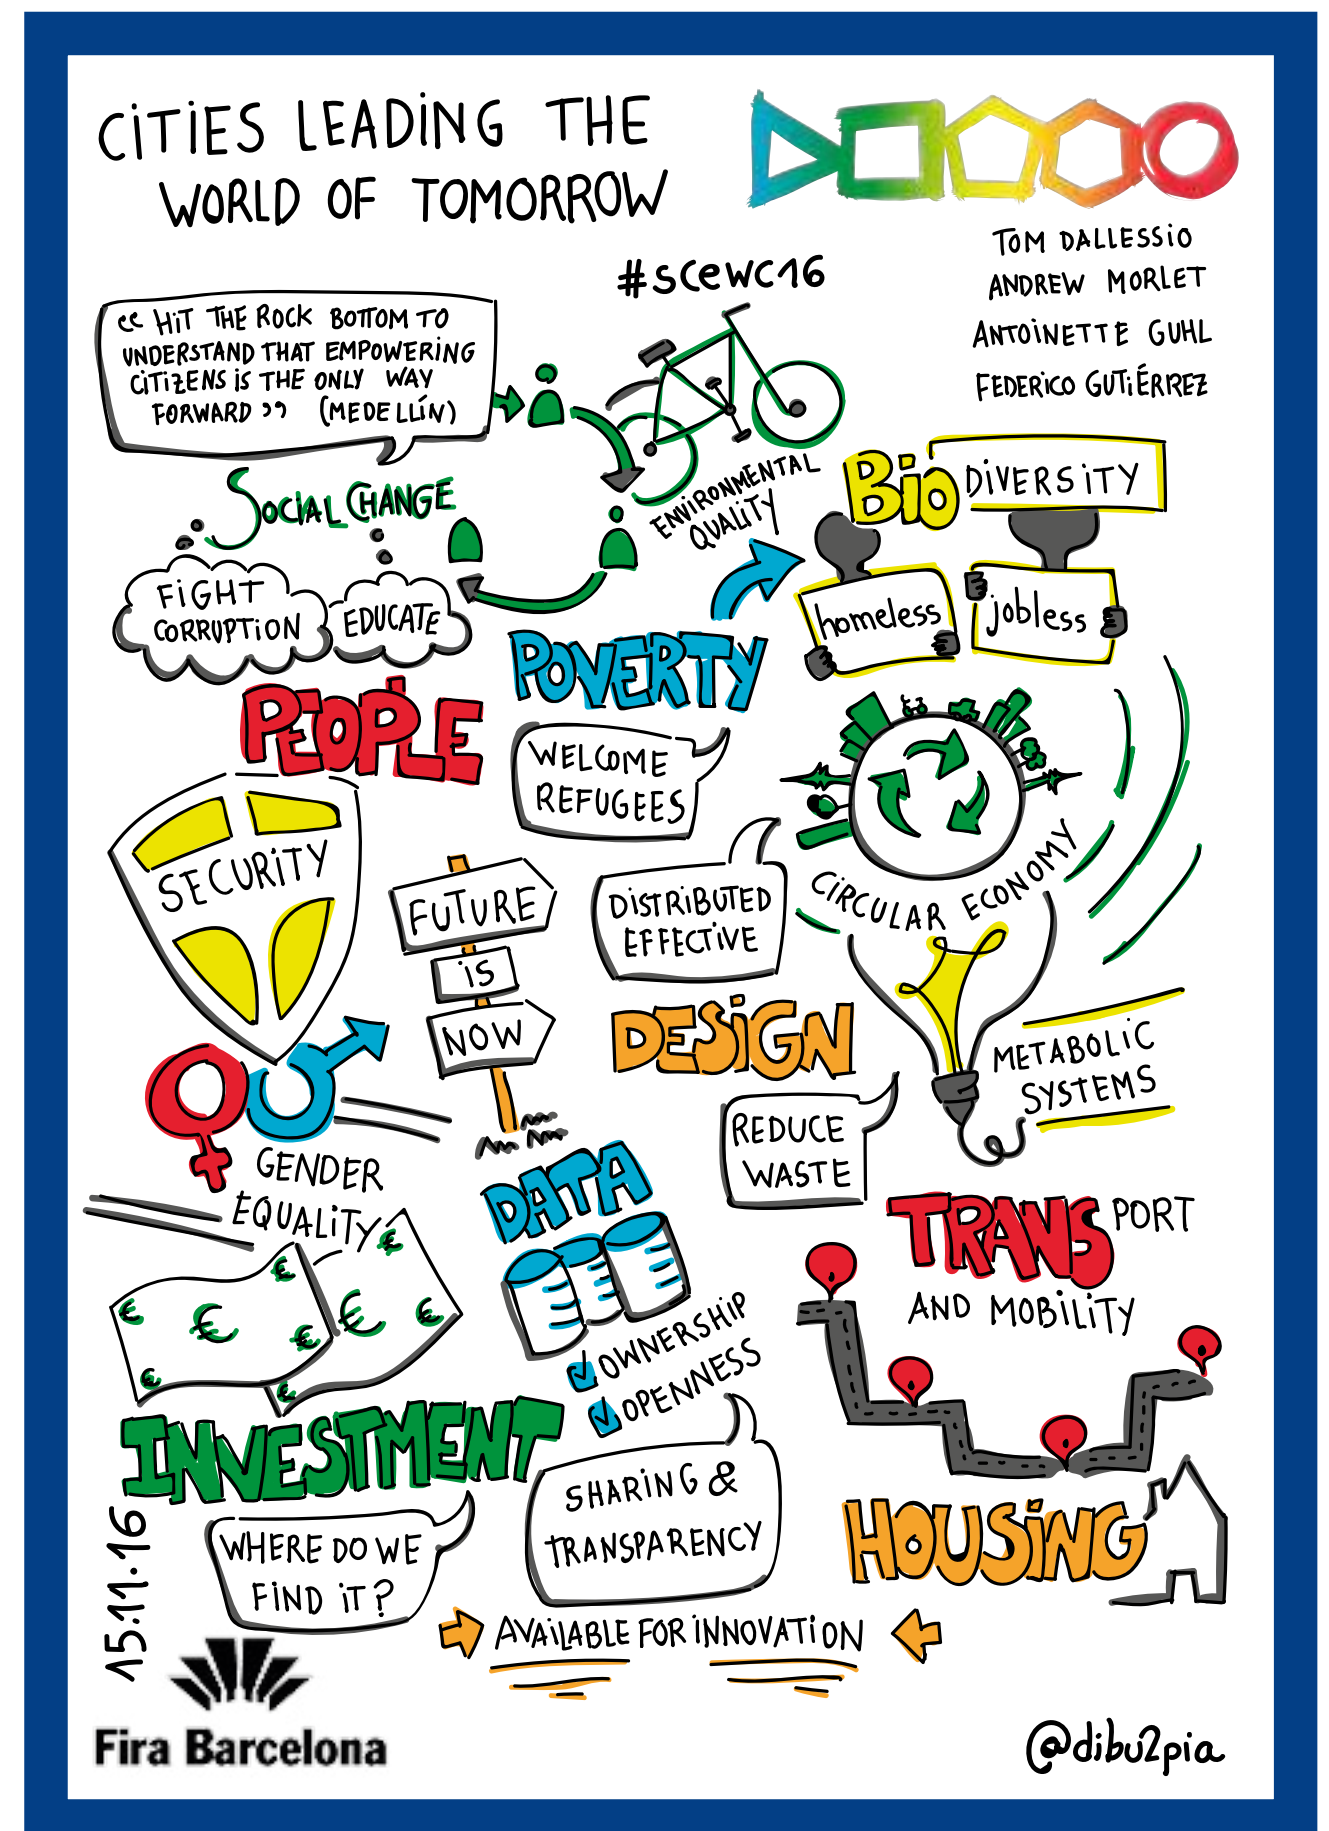 CiTiES LEADiNG THE
WORLD OF TOMORROW
#scewc16
TOM DALLESSiO
ANDREW MORLET
ANTOiNETTE GUHL
FEDERiCO GUTiÉRREZ
“ HiT THE ROCK BOTTOM TO
UNDERSTAND THAT EMPOWERING
CiTiZENS iS THE ONLY WAY
FORWARD ” (MEDELLÍN)
SOCiAL CHANGE
FiGHT
CORRUPTiON
EDUCATE
ENViRONMENTAL
QUALiTY
BiODiVERSiTY
homeless
jobless
POVERTY
PEOPLE
WELCOME
REFUGEES
SECURiTY
FUTURE
iS
NOW
DiSTRiBUTED
EFFECTiVE
CiRCULAR ECONOMY
DESiGN
METABOLiC
SYSTEMS
REDUCE
WASTE
GENDER
EQUALiTY
DATA
OWNERSHiP
OPENNESS
TRANSPORT
AND MOBiLiTY
€ € € € €
€ € € €
INVESTMENT
WHERE DO WE
FiND iT?
SHARiNG &
TRANSPARENCY
HOUSiNG
AVAiLABLE FOR iNNOVATiON
15.11.16
Fira Barcelona
@dibu2pia